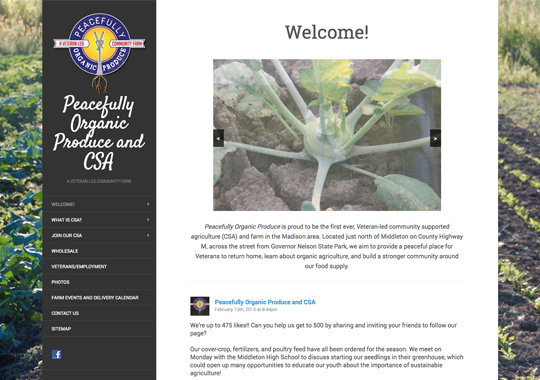 PEACEFULLY
A VETERAN-LED COMMUNITY FARM
ORGANIC PRODUCE
Peacefully
Organic
Produce and
CSA
A VETERAN-LED COMMUNITY FARM
WELCOME!
WHAT IS CSA?
JOIN OUR CSA
WHOLESALE
VETERANS/EMPLOYMENT
PHOTOS
FARM EVENTS AND DELIVERY CALENDAR
CONTACT US
SITEMAP
Welcome!
<
>
Peacefully Organic Produce is proud to be the first ever, Veteran-led community supported
agriculture (CSA) and farm in the Madison area. Located just north of Middleton on County Highway
M, across the street from Governor Nelson State Park, we aim to provide a peaceful place for
Veterans to return home, learn about organic agriculture, and build a stronger community around
our food supply.
Peacefully Organic Produce and CSA
February 13th, 2015 at 8:44pm
We're up to 475 likes!! Can you help us get to 500 by sharing and inviting your friends to follow our
page?
Our cover-crop, fertilizers, and poultry feed have all been ordered for the season. We meet on
Monday with the Middleton High School to discuss starting our seedlings in their greenhouse, which
could open up many opportunities to educate our youth about the importance of sustainable
agriculture!